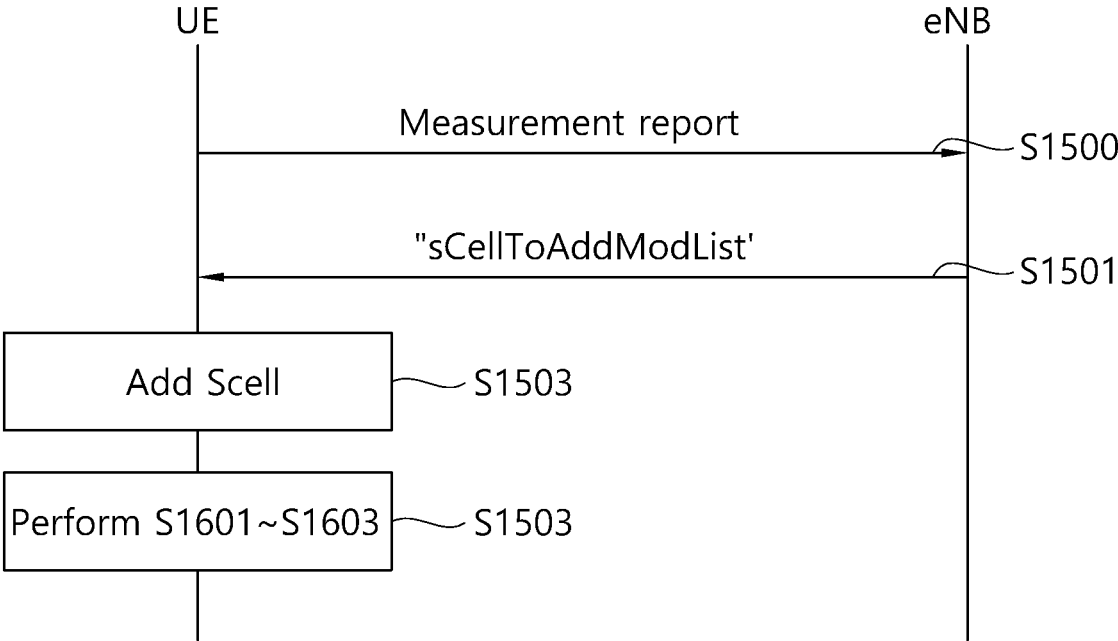 UE
eNB
Measurement report
S1500
"sCellToAddModList'
S1501
Add Scell
S1503
Perform S1601~S1603
S1503